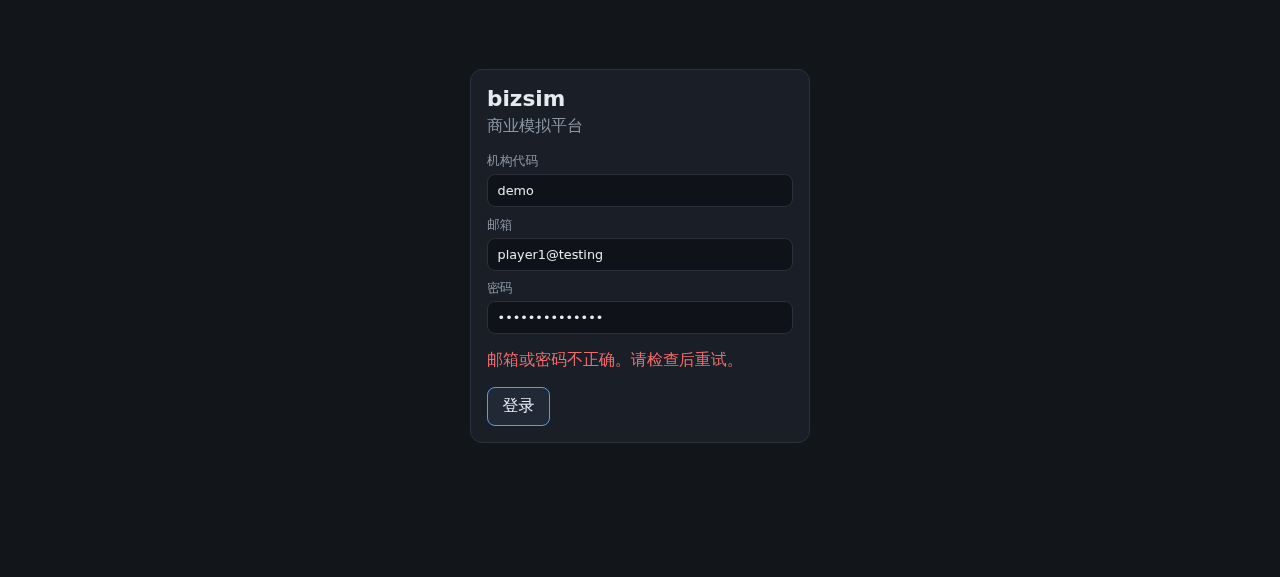 bizsim
商业模拟平台
机构代码
demo
邮箱
player1@testing
密码
••••••••••••••
邮箱或密码不正确。请检查后重试。
登录